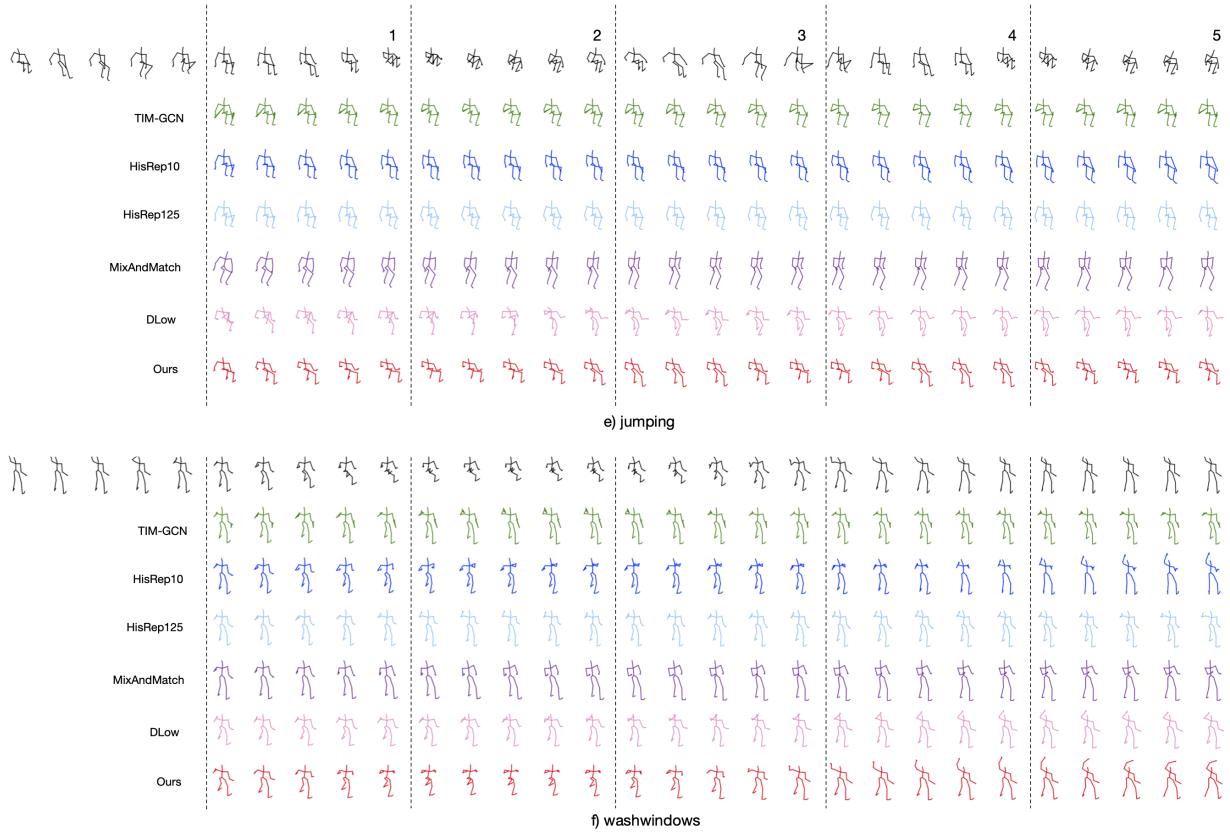 1 2 3 4 5
TIM-GCN
HisRep10
HisRep125
MixAndMatch
DLow
Ours
e) jumping
TIM-GCN
HisRep10
HisRep125
MixAndMatch
DLow
Ours
f) washwindows